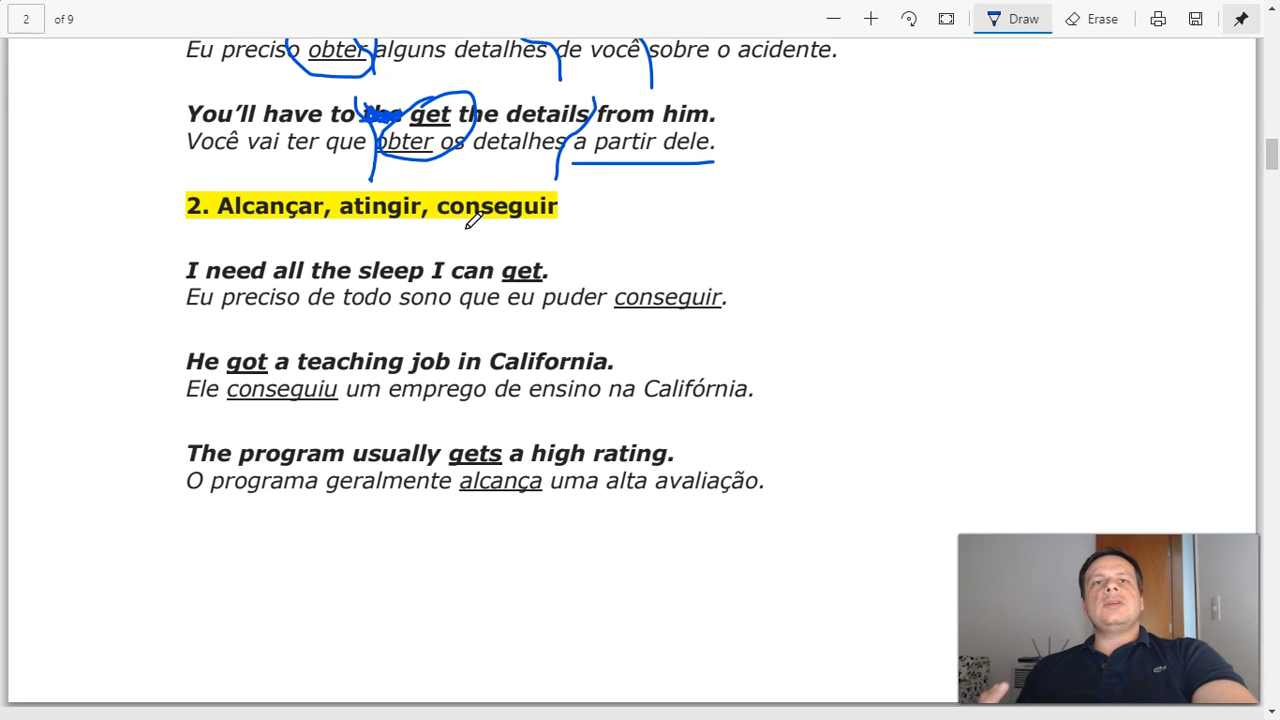 2 of 9 Draw Erase
Eu preciso obter alguns detalhes de você sobre o acidente.
You’ll have to get the details from him.
Você vai ter que obter os detalhes a partir dele.
2. Alcançar, atingir, conseguir
I need all the sleep I can get.
Eu preciso de todo sono que eu puder conseguir.
He got a teaching job in California.
Ele conseguiu um emprego de ensino na Califórnia.
The program usually gets a high rating.
O programa geralmente alcança uma alta avaliação.